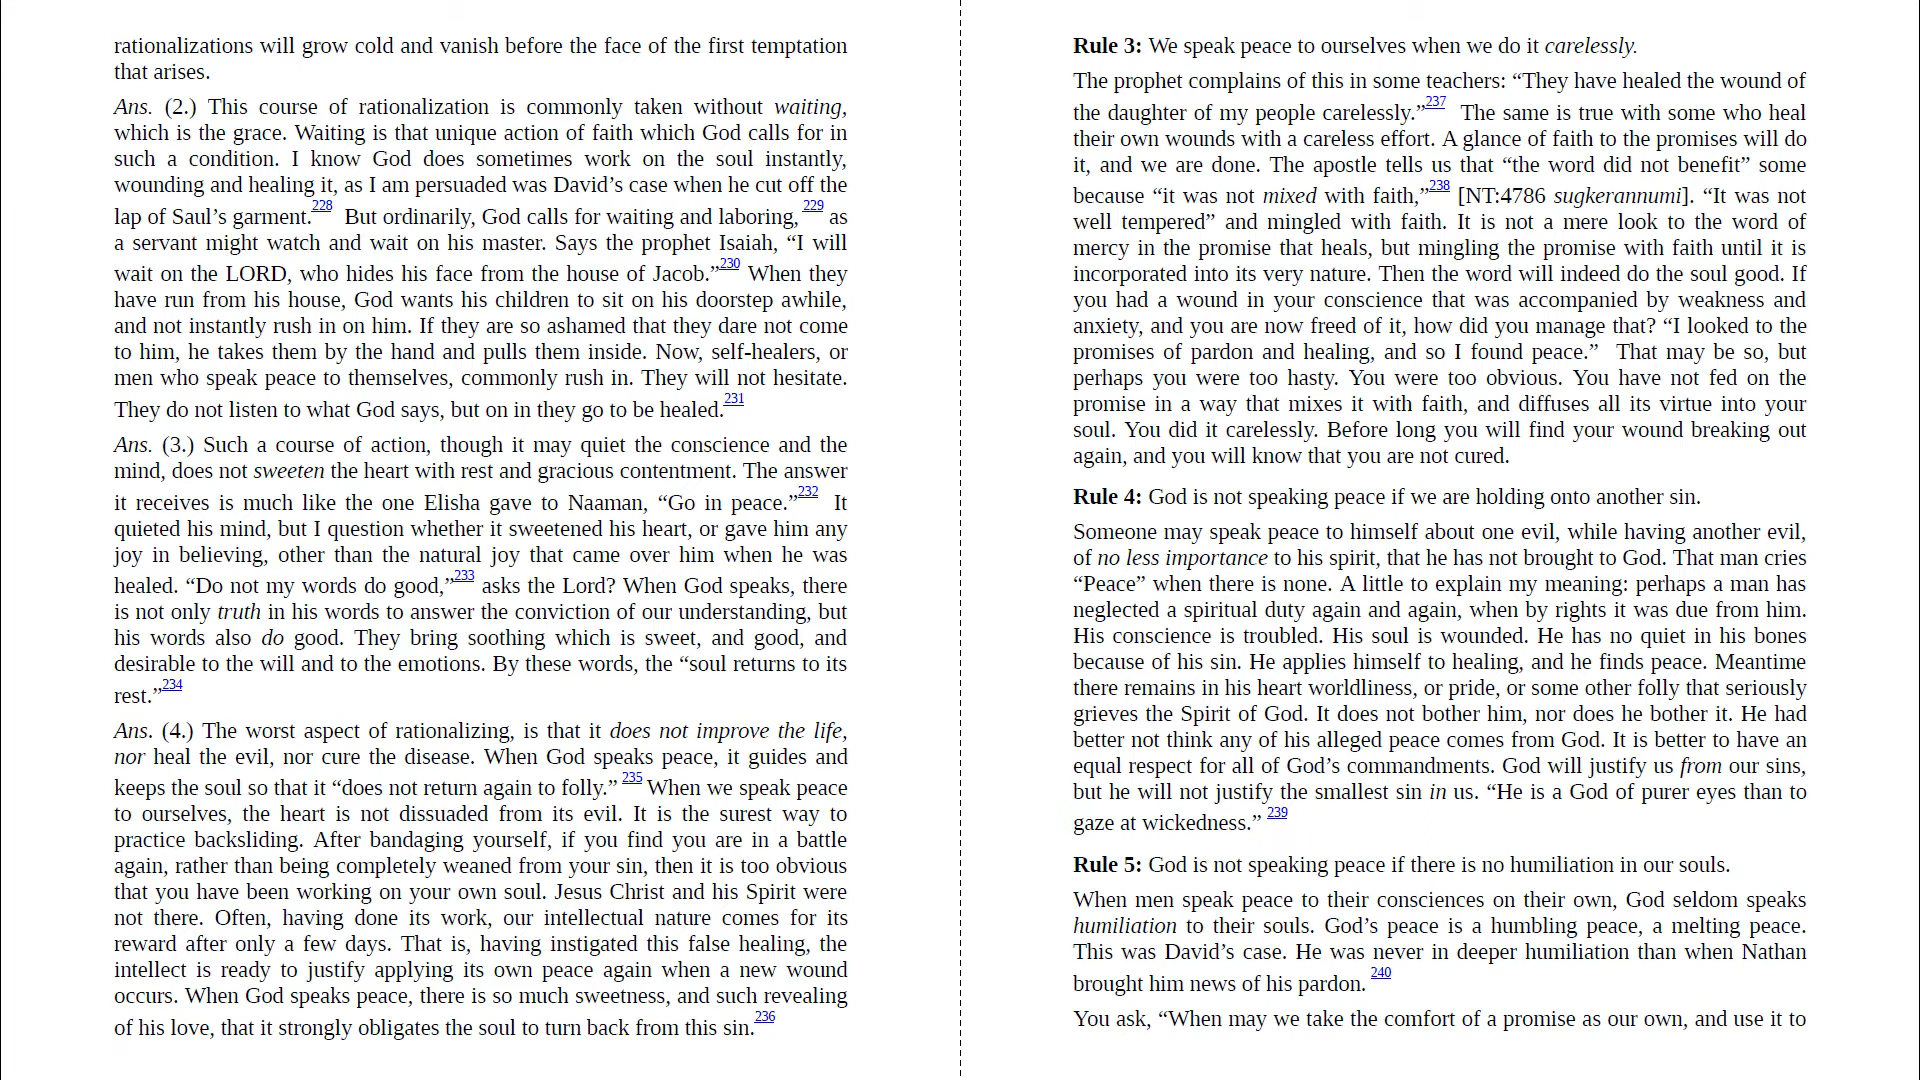 rationalizations will grow cold and vanish before the face of the first temptation
that arises.
Ans. (2.) This course of rationalization is commonly taken without waiting,
which is the grace. Waiting is that unique action of faith which God calls for in
such a condition. I know God does sometimes work on the soul instantly,
wounding and healing it, as I am persuaded was David’s case when he cut off the
lap of Saul’s garment.228 But ordinarily, God calls for waiting and laboring, 229 as
a servant might watch and wait on his master. Says the prophet Isaiah, “I will
wait on the LORD, who hides his face from the house of Jacob.”230 When they
have run from his house, God wants his children to sit on his doorstep awhile,
and not instantly rush in on him. If they are so ashamed that they dare not come
to him, he takes them by the hand and pulls them inside. Now, self-healers, or
men who speak peace to themselves, commonly rush in. They will not hesitate.
They do not listen to what God says, but on in they go to be healed.231
Ans. (3.) Such a course of action, though it may quiet the conscience and the
mind, does not sweeten the heart with rest and gracious contentment. The answer
it receives is much like the one Elisha gave to Naaman, “Go in peace.”232 It
quieted his mind, but I question whether it sweetened his heart, or gave him any
joy in believing, other than the natural joy that came over him when he was
healed. “Do not my words do good,”233 asks the Lord? When God speaks, there
is not only truth in his words to answer the conviction of our understanding, but
his words also do good. They bring soothing which is sweet, and good, and
desirable to the will and to the emotions. By these words, the “soul returns to its
rest.”234
Ans. (4.) The worst aspect of rationalizing, is that it does not improve the life,
nor heal the evil, nor cure the disease. When God speaks peace, it guides and
keeps the soul so that it “does not return again to folly.” 235 When we speak peace
to ourselves, the heart is not dissuaded from its evil. It is the surest way to
practice backsliding. After bandaging yourself, if you find you are in a battle
again, rather than being completely weaned from your sin, then it is too obvious
that you have been working on your own soul. Jesus Christ and his Spirit were
not there. Often, having done its work, our intellectual nature comes for its
reward after only a few days. That is, having instigated this false healing, the
intellect is ready to justify applying its own peace again when a new wound
occurs. When God speaks peace, there is so much sweetness, and such revealing
of his love, that it strongly obligates the soul to turn back from this sin.236
Rule 3: We speak peace to ourselves when we do it carelessly.
The prophet complains of this in some teachers: “They have healed the wound of
the daughter of my people carelessly.”237 The same is true with some who heal
their own wounds with a careless effort. A glance of faith to the promises will do
it, and we are done. The apostle tells us that “the word did not benefit” some
because “it was not mixed with faith,”238 [NT:4786 sugkerannumi]. “It was not
well tempered” and mingled with faith. It is not a mere look to the word of
mercy in the promise that heals, but mingling the promise with faith until it is
incorporated into its very nature. Then the word will indeed do the soul good. If
you had a wound in your conscience that was accompanied by weakness and
anxiety, and you are now freed of it, how did you manage that? “I looked to the
promises of pardon and healing, and so I found peace.” That may be so, but
perhaps you were too hasty. You were too obvious. You have not fed on the
promise in a way that mixes it with faith, and diffuses all its virtue into your
soul. You did it carelessly. Before long you will find your wound breaking out
again, and you will know that you are not cured.
Rule 4: God is not speaking peace if we are holding onto another sin.
Someone may speak peace to himself about one evil, while having another evil,
of no less importance to his spirit, that he has not brought to God. That man cries
“Peace” when there is none. A little to explain my meaning: perhaps a man has
neglected a spiritual duty again and again, when by rights it was due from him.
His conscience is troubled. His soul is wounded. He has no quiet in his bones
because of his sin. He applies himself to healing, and he finds peace. Meantime
there remains in his heart worldliness, or pride, or some other folly that seriously
grieves the Spirit of God. It does not bother him, nor does he bother it. He had
better not think any of his alleged peace comes from God. It is better to have an
equal respect for all of God’s commandments. God will justify us from our sins,
but he will not justify the smallest sin in us. “He is a God of purer eyes than to
gaze at wickedness.” 239
Rule 5: God is not speaking peace if there is no humiliation in our souls.
When men speak peace to their consciences on their own, God seldom speaks
humiliation to their souls. God’s peace is a humbling peace, a melting peace.
This was David’s case. He was never in deeper humiliation than when Nathan
brought him news of his pardon. 240
You ask, “When may we take the comfort of a promise as our own, and use it to